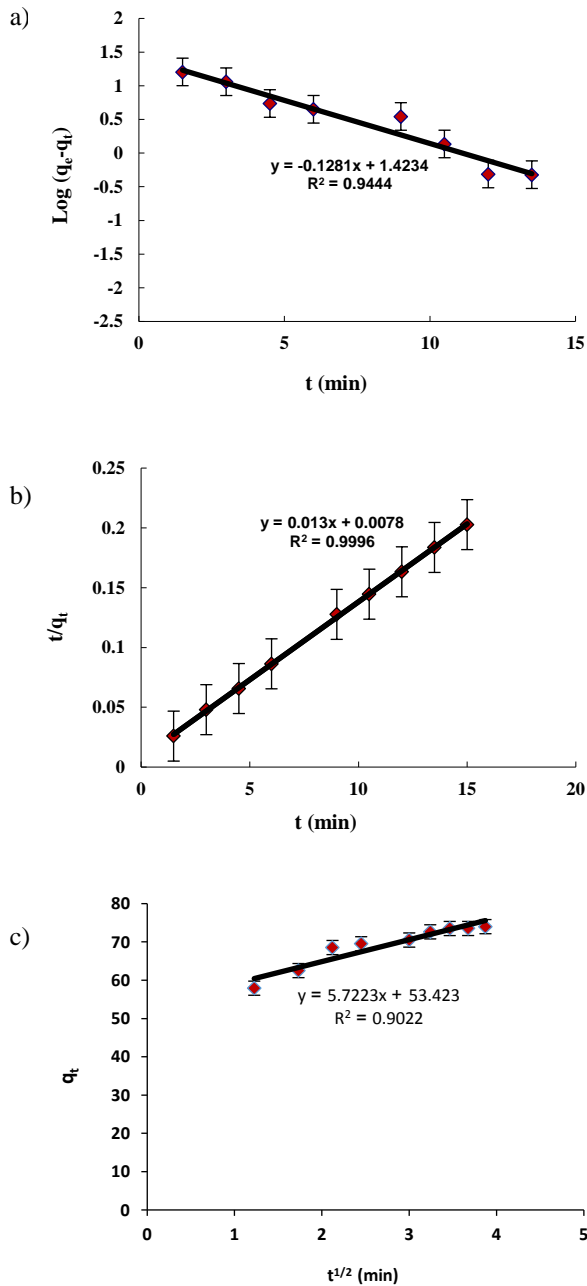 a)
2
1.5
1
0.5
0
-0.5
-1
-1.5
-2
-2.5
Log (qe-qt)
y = -0.1281x + 1.4234
R² = 0.9444
0 5 10 15
t (min)
b)
0.25
0.2
0.15
0.1
0.05
0
t/qt
y = 0.013x + 0.0078
R² = 0.9996
0 5 10 15 20
t (min)
c)
80
70
60
50
40
30
20
10
0
qt
y = 5.7223x + 53.423
R² = 0.9022
0 1 2 3 4 5
t1/2 (min)